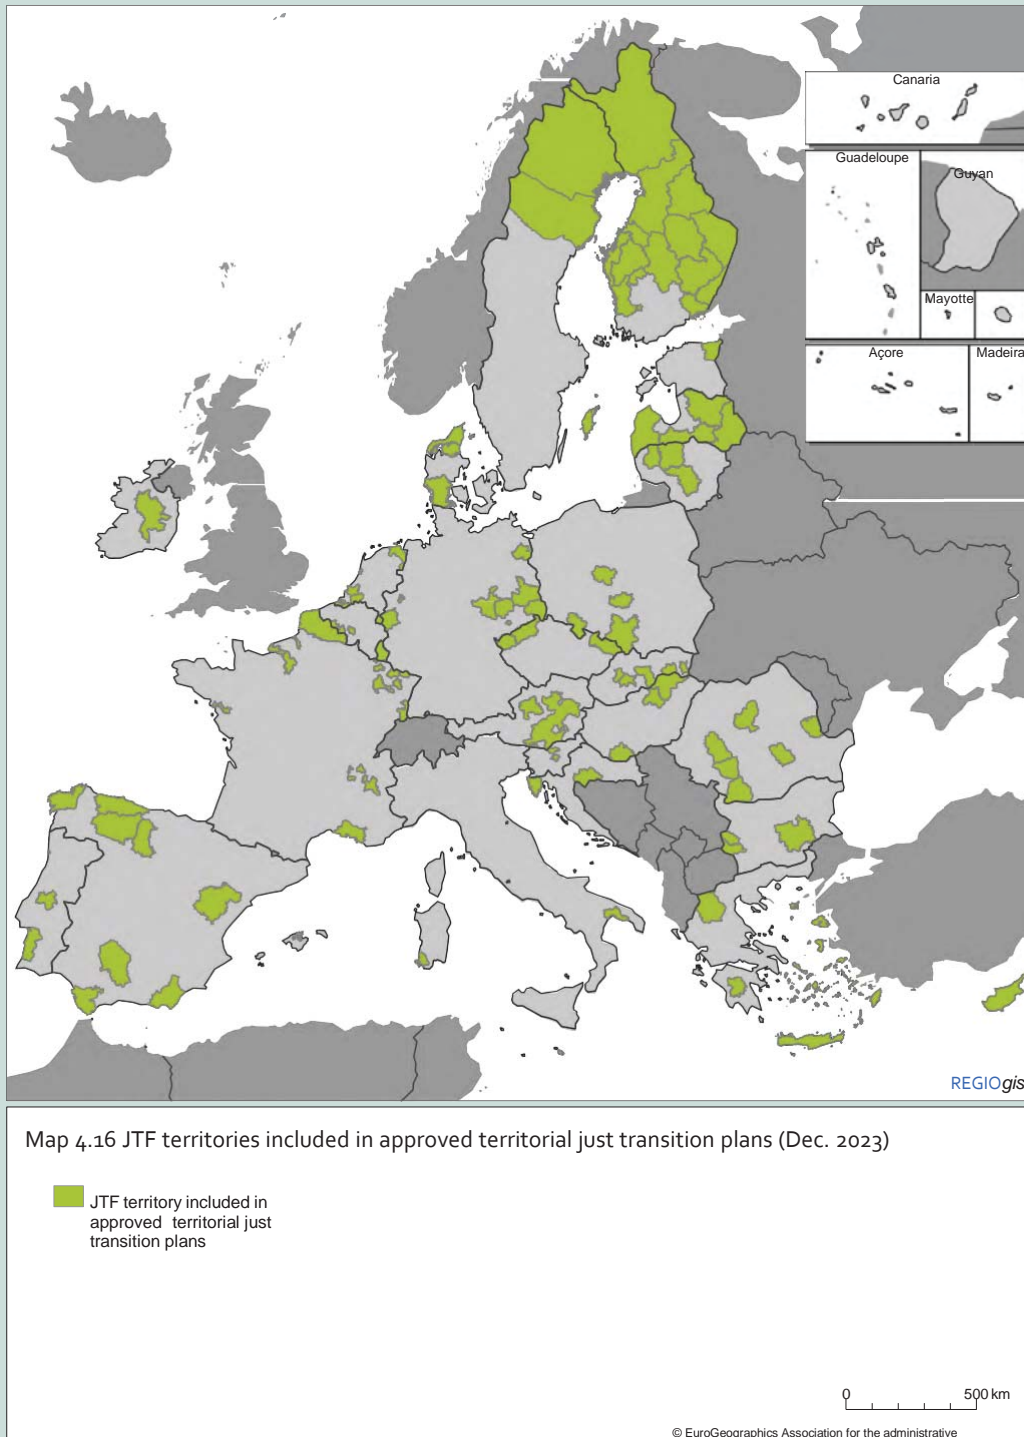 Canaria
Guadeloupe
Guyan
Mayotte
Açore
Madeira
REGIOgis
Map 4.16 JTF territories included in approved territorial just transition plans (Dec. 2023)
JTF territory included in
approved territorial just
transition plans
0 500 km
© EuroGeographics Association for the administrative